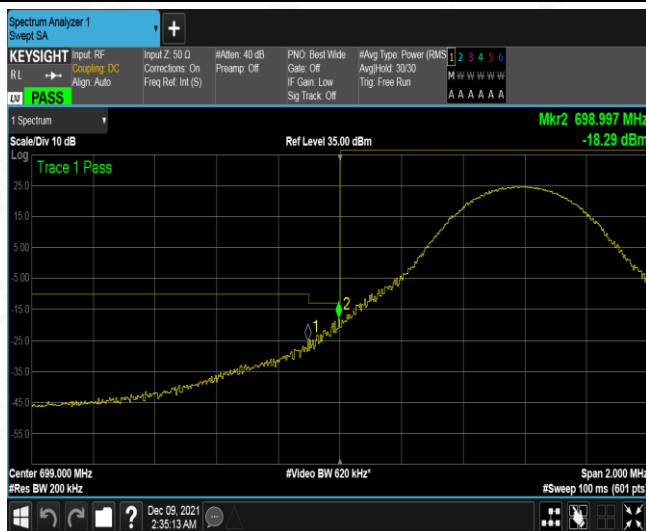 Spectrum Analyzer 1
Swept SA
+
KEYSIGHT
RL
LXI
PASS
Input: RF
Coupling: DC
Align: Auto
Input Z: 50 Ω
Corrections: On
Freq Ref: Int (S)
#Atten: 40 dB
Preamp: Off
PNO: Best Wide
Gate: Off
IF Gain: Low
Sig Track: Off
#Avg Type: Power (RMS
Avg|Hold: 30/30
Trig: Free Run
1 2 3 4 5 6
M W W W W W
A A A A A A
1 Spectrum
Mkr2 698.997 MHz
Scale/Div 10 dB
Ref Level 35.00 dBm
-18.29 dBm
Log
Trace 1 Pass
25.0
15.0
5.00
-5.00
-15.0
2
1
-25.0
-35.0
-45.0
-55.0
Center 699.000 MHz
#Video BW 620 kHz*
Span 2.000 MHz
#Res BW 200 kHz
#Sweep 100 ms (601 pts)
?
Dec 09, 2021
2:35:13 AM